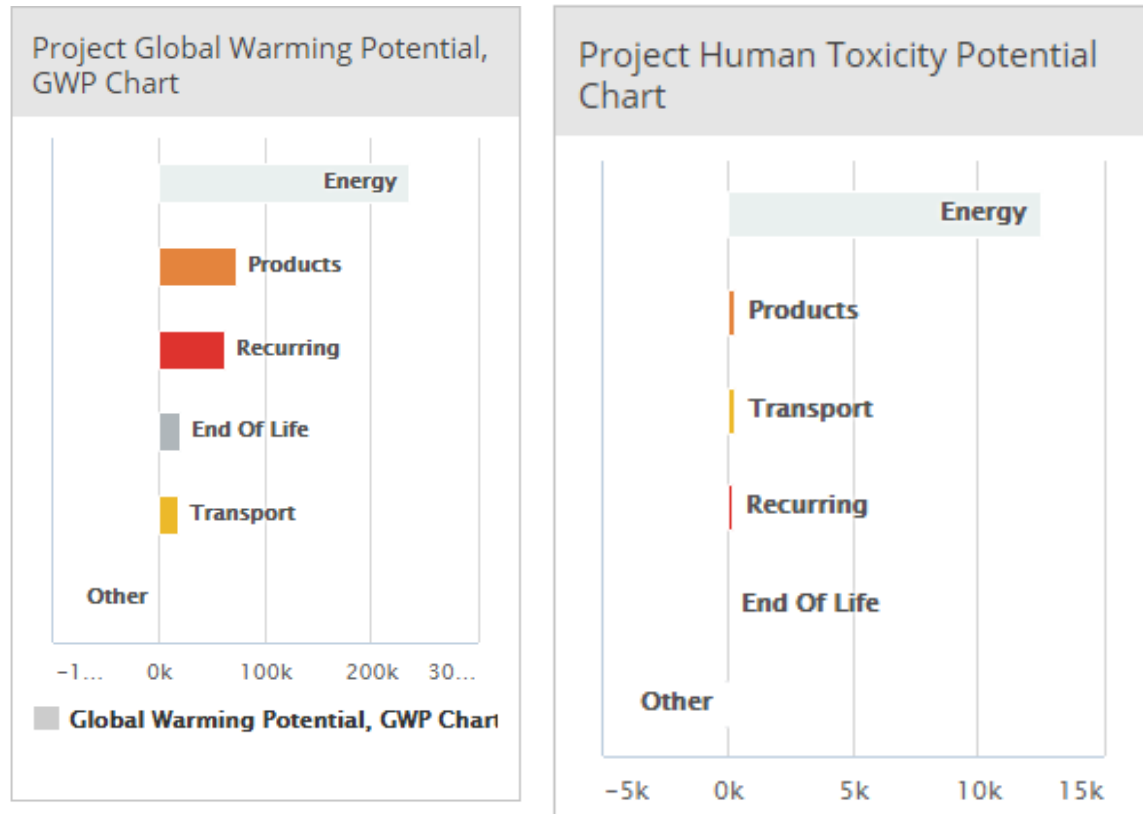 Project Global Warming Potential,
GWP Chart
Energy
Products
Recurring
End Of Life
Transport
Other
-1... 0k 100k 200k 30...
Global Warming Potential, GWP Chart
Project Human Toxicity Potential
Chart
Energy
Products
Transport
Recurring
End Of Life
Other
-5k 0k 5k 10k 15k